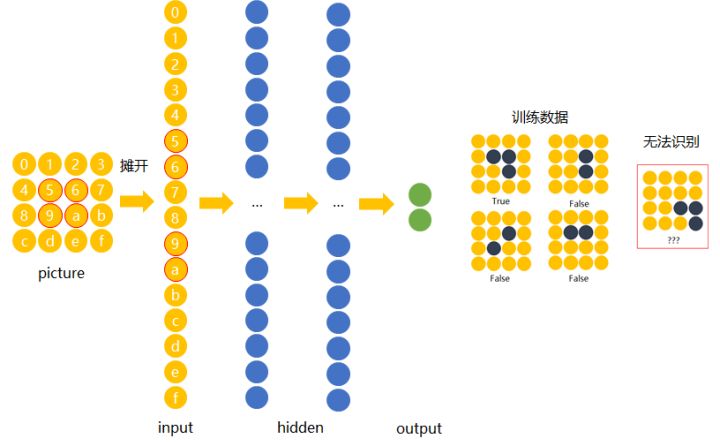 0 1 2 3
4 5 6 7
8 9 a b
c d e f
picture
摊开
0
1
2
3
4
5
6
7
8
9
a
b
c
d
e
f
input
...
...
hidden
output
训练数据
True
False
False
False
无法识别
???